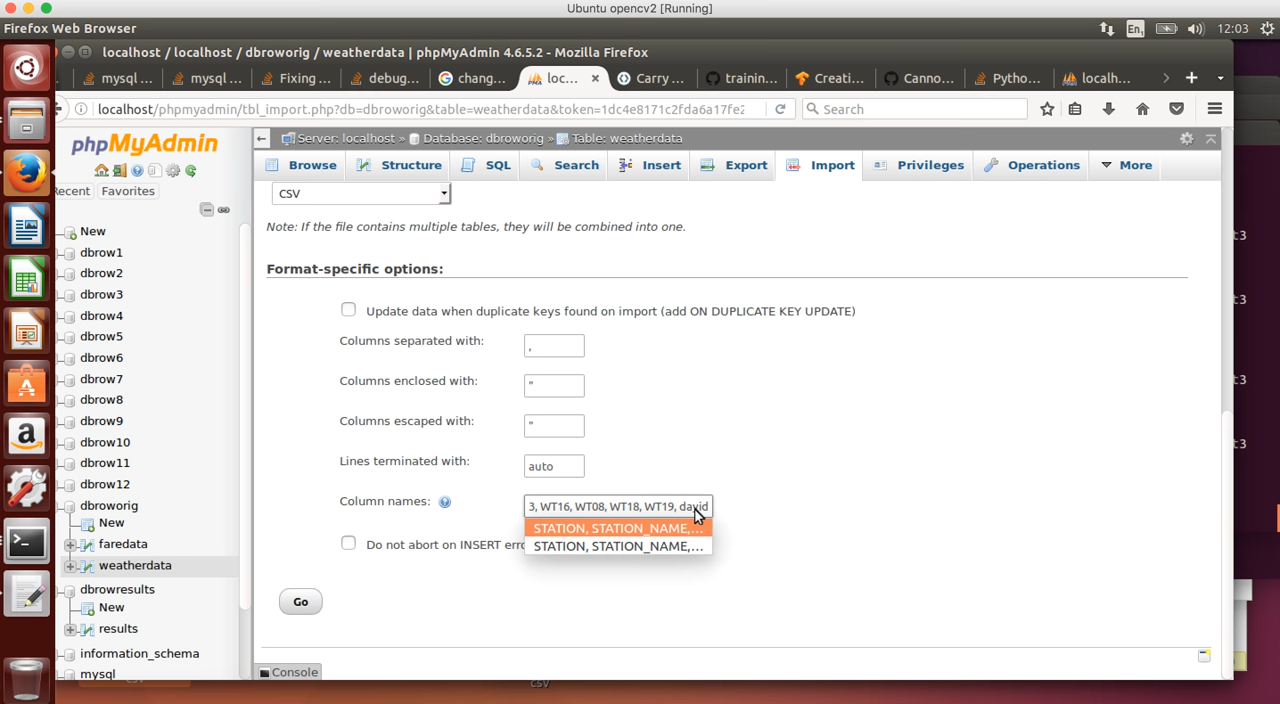 Ubuntu opencv2 [Running]
Firefox Web Browser
En1
12:03
localhost / localhost / dbroworig / weatherdata | phpMyAdmin 4.6.5.2 - Mozilla Firefox
mysql ...
mysql ...
Fixing ...
debug...
chang...
loc...
Carry ...
trainin...
Creati...
Canno...
Pytho...
localh...
localhost/phpmyadmin/tbl_import.php?db=dbroworig&table=weatherdata&token=1dc4e8171c2fda6a17fe2
Search
phpMyAdmin
ecent
Favorites
New
dbrow1
dbrow2
dbrow3
dbrow4
dbrow5
dbrow6
dbrow7
dbrow8
dbrow9
dbrow10
dbrow11
dbrow12
dbroworig
New
faredata
weatherdata
dbrowresults
New
results
information_schema
mysql
Server: localhost » Database: dbroworig » Table: weatherdata
Browse
Structure
SQL
Search
Insert
Export
Import
Privileges
Operations
More
CSV
Note: If the file contains multiple tables, they will be combined into one.
Format-specific options:
Update data when duplicate keys found on import (add ON DUPLICATE KEY UPDATE)
Columns separated with: ,
Columns enclosed with: "
Columns escaped with: "
Lines terminated with: auto
Column names: 3, WT16, WT08, WT18, WT19, david
STATION, STATION_NAME,...
STATION, STATION_NAME,...
Do not abort on INSERT erro
Go
Console
t3
t3
t3
t3
csv